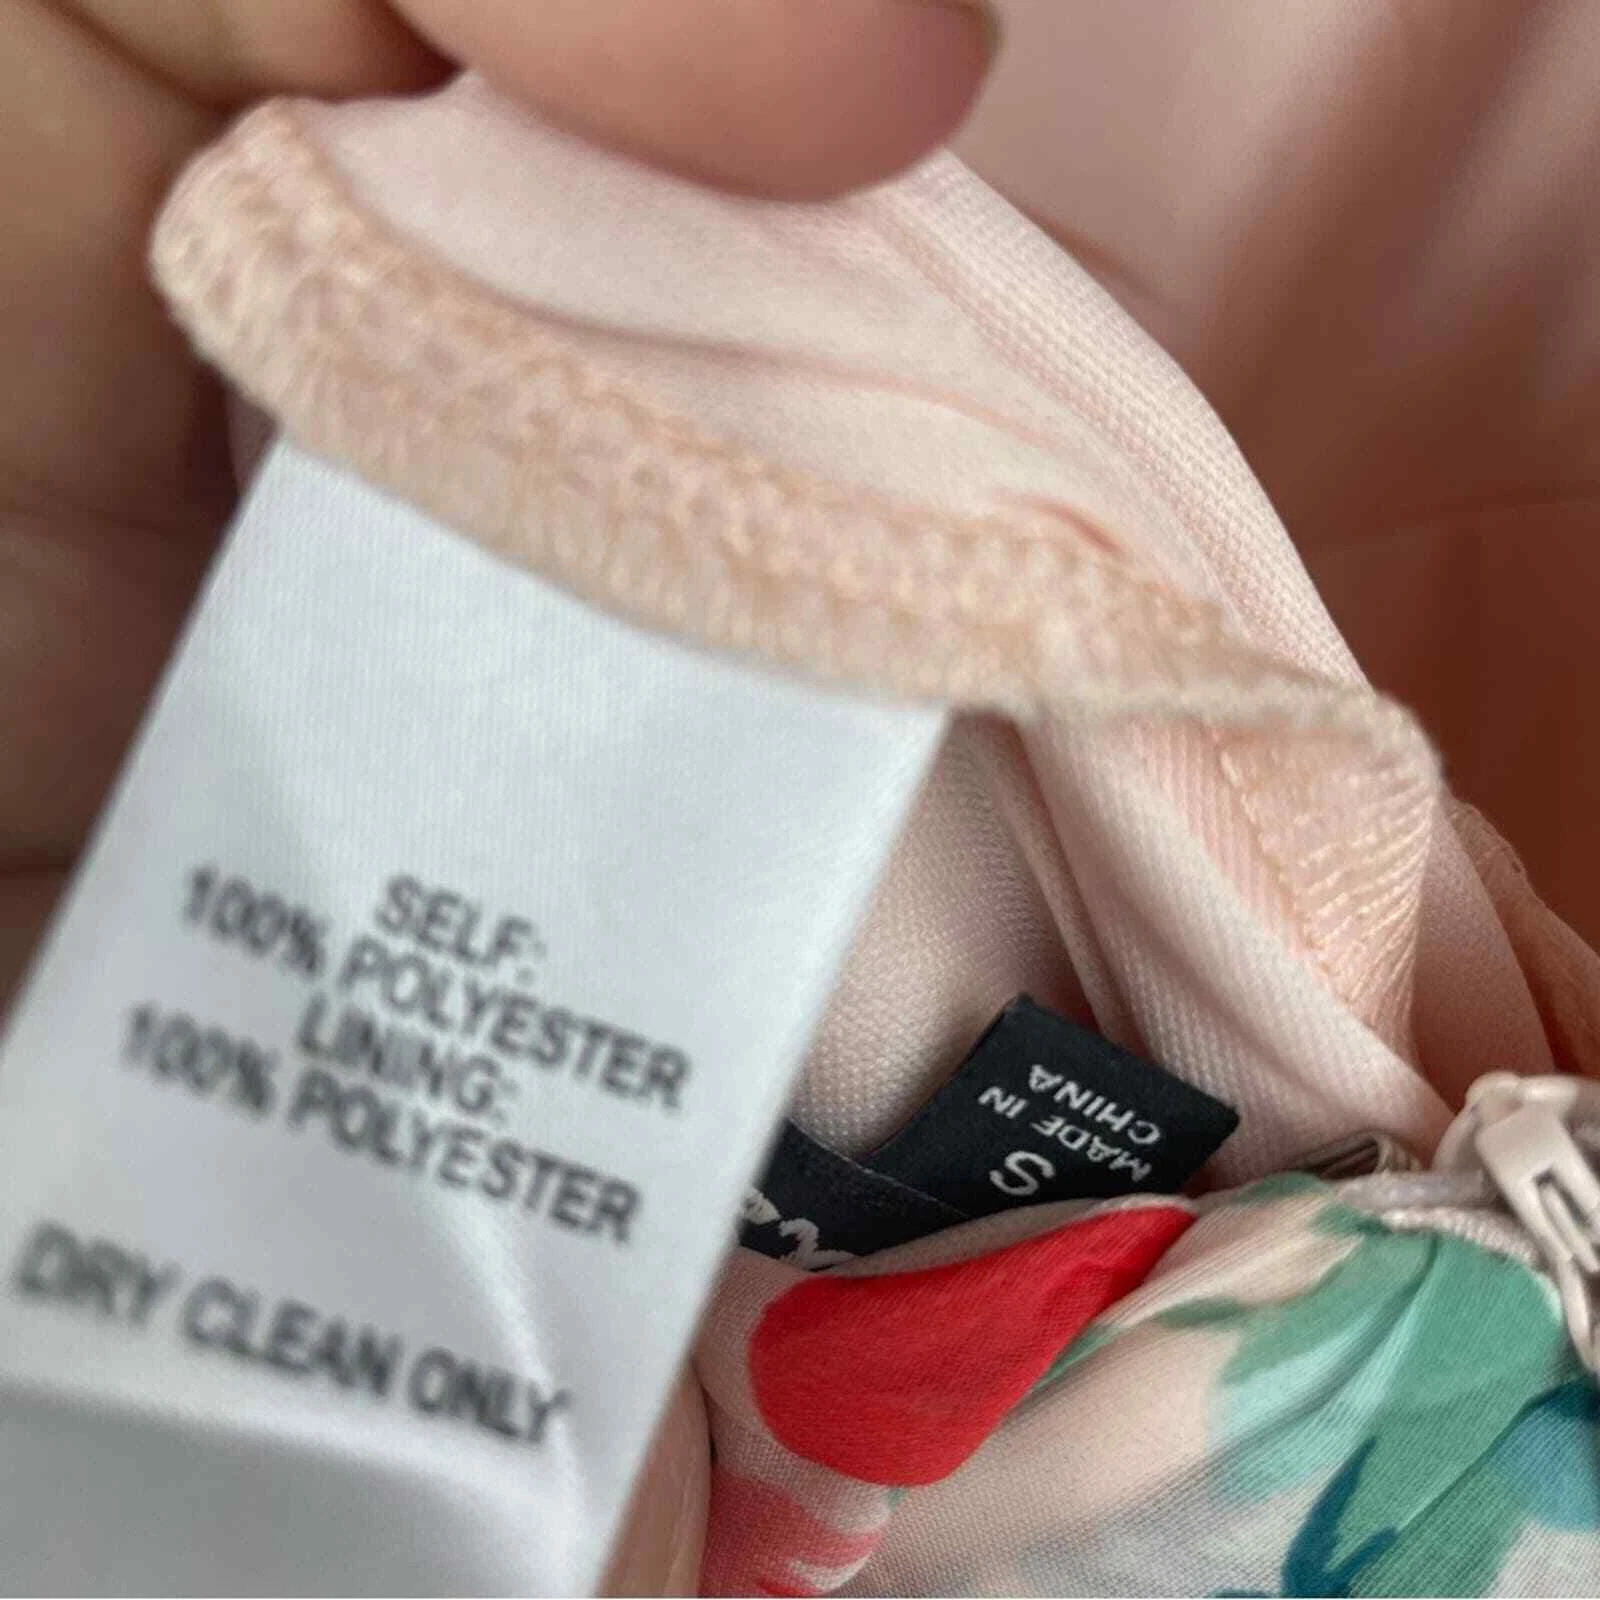 SELF:
100% POLYESTER
LINING:
100% POLYESTER
DRY CLEAN ONLY
S
MADE IN
CHINA